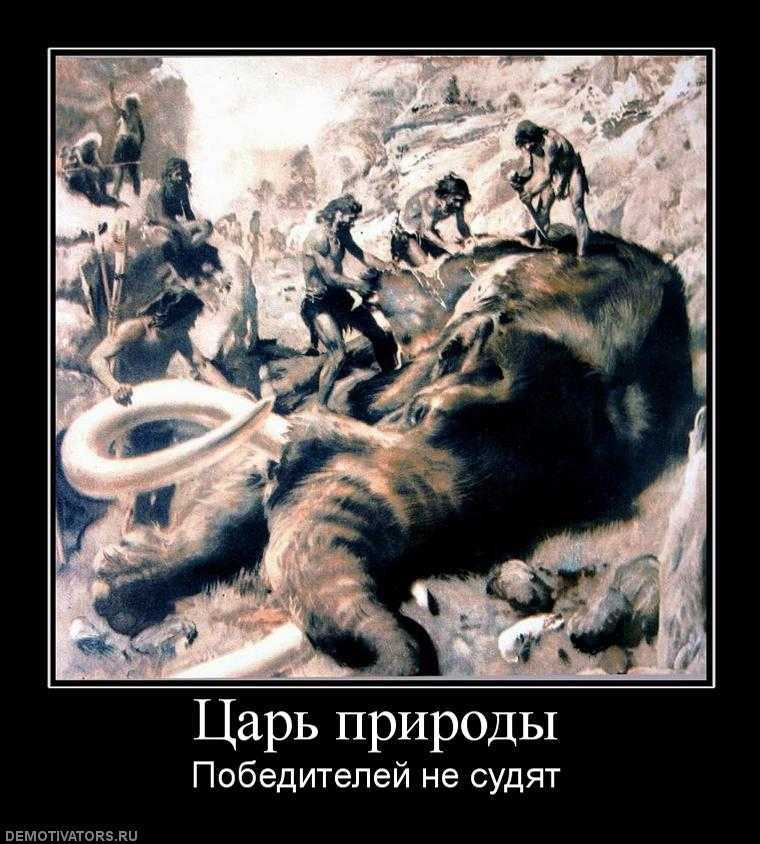 Царь природы
Победителей не судят
DEMOTIVATORS.RU